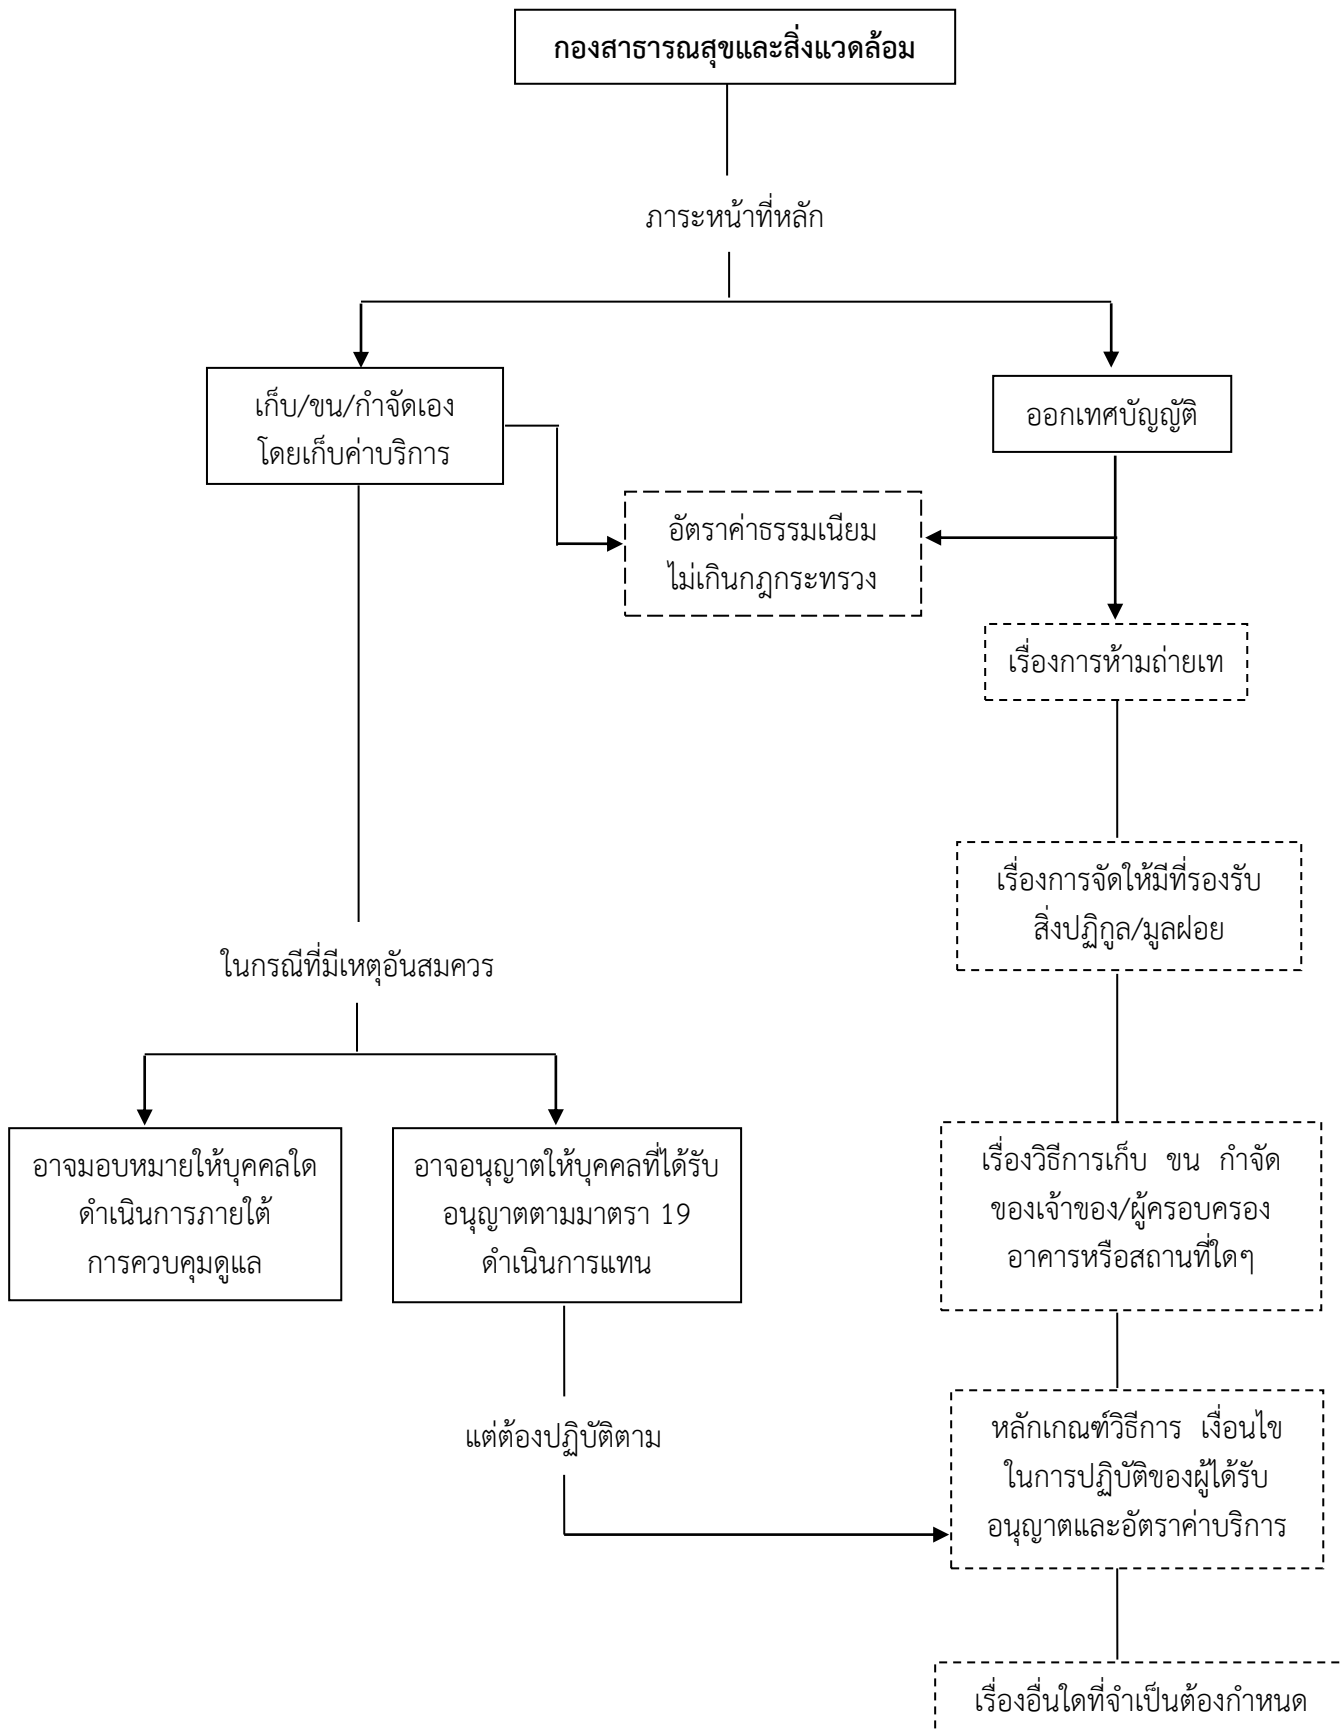 กองสาธารณสุขและสิ่งแวดล้อม
ภาระหน้าที่หลัก
เก็บ/ขน/กำจัดเอง
โดยเก็บค่าบริการ
ออกเทศบัญญัติ
อัตราค่าธรรมเนียม
ไม่เกินกฎกระทรวง
เรื่องการห้ามถ่ายเท
เรื่องการจัดให้มีที่รองรับ
สิ่งปฏิกูล/มูลฝอย
ในกรณีที่มีเหตุอันสมควร
อาจมอบหมายให้บุคคลใด
ดำเนินการภายใต้
การควบคุมดูแล
อาจอนุญาตให้บุคคลที่ได้รับ
อนุญาตตามมาตรา 19
ดำเนินการแทน
เรื่องวิธีการเก็บ ขน กำจัด
ของเจ้าของ/ผู้ครอบครอง
อาคารหรือสถานที่ใดๆ
แต่ต้องปฏิบัติตาม
หลักเกณฑ์วิธีการ เงื่อนไข
ในการปฏิบัติของผู้ได้รับ
อนุญาตและอัตราค่าบริการ
เรื่องอื่นใดที่จำเป็นต้องกำหนด